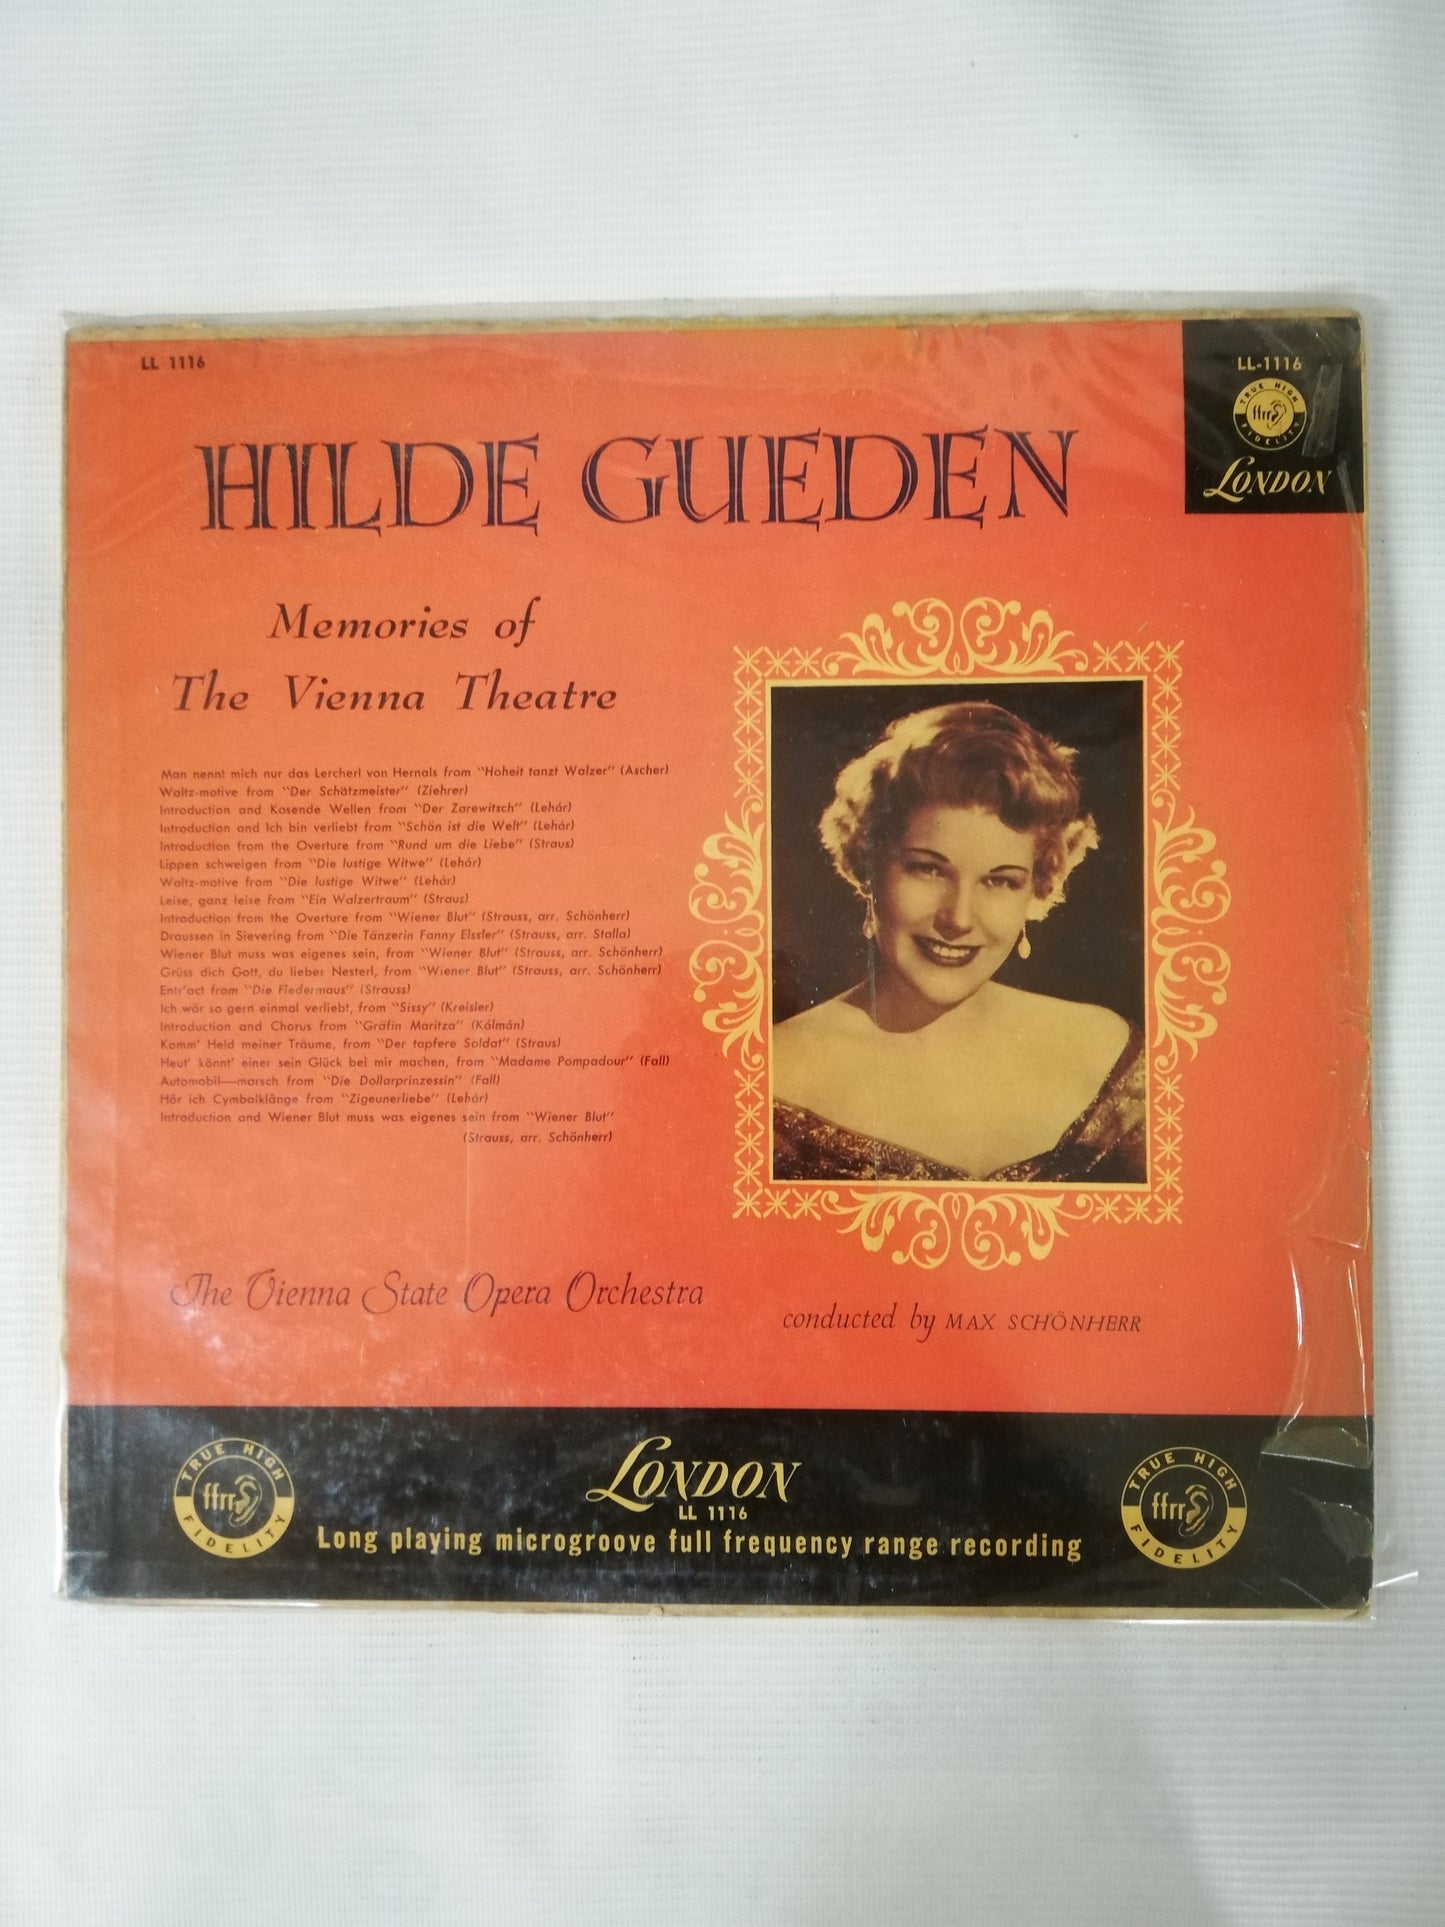 LL 1116
LL-1116
TRUE HIGH
ffrr
FIDELITY
LONDON
HILDE GUEDEN
Memories of
The Vienna Theatre
Man nennt mich nur das Lercherl von Hernals from "Hoheit tanzt Walzer" (Ascher)
Waltz-motive from "Der Schätzmeister" (Ziehrer)
Introduction and Kosende Wellen from "Der Zarewitsch" (Lehár)
Introduction and Ich bin verliebt from "Schön ist die Welt" (Lehár)
Introduction from the Overture from "Rund um die Liebe" (Straus)
Lippen schweigen from "Die lustige Witwe" (Lehár)
Waltz-motive from "Die lustige Witwe" (Lehár)
Leise, ganz leise from "Ein Walzertraum" (Straus)
Introduction from the Overture from "Wiener Blut" (Strauss, arr. Schönherr)
Draussen in Sievering from "Die Tänzerin Fanny Elssler" (Strauss, arr. Stalla)
Wiener Blut muss was eigenes sein, from "Wiener Blut" (Strauss, arr. Schönherr)
Grüss dich Gott, du liebes Nesterl, from "Wiener Blut" (Strauss, arr. Schönherr)
Entr'act from "Die Fledermaus" (Strauss)
Ich wär so gern einmal verliebt, from "Sissy" (Kreisler)
Introduction and Chorus from "Gräfin Maritza" (Kálmán)
Komm' Held meiner Träume, from "Der tapfere Soldat" (Straus)
Heut' könnt' einer sein Glück bei mir machen, from "Madame Pompadour" (Fall)
Automobil—marsch from "Die Dollarprinzessin" (Fall)
Hör ich Cymbalklänge from "Zigeunerliebe" (Lehár)
Introduction and Wiener Blut muss was eigenes sein from "Wiener Blut"
(Strauss, arr. Schönherr)
The Vienna State Opera Orchestra
conducted by MAX SCHÖNHERR
TRUE HIGH
ffrr
FIDELITY
LONDON
LL 1116
Long playing microgroove full frequency range recording
TRUE HIGH
ffrr
FIDELITY